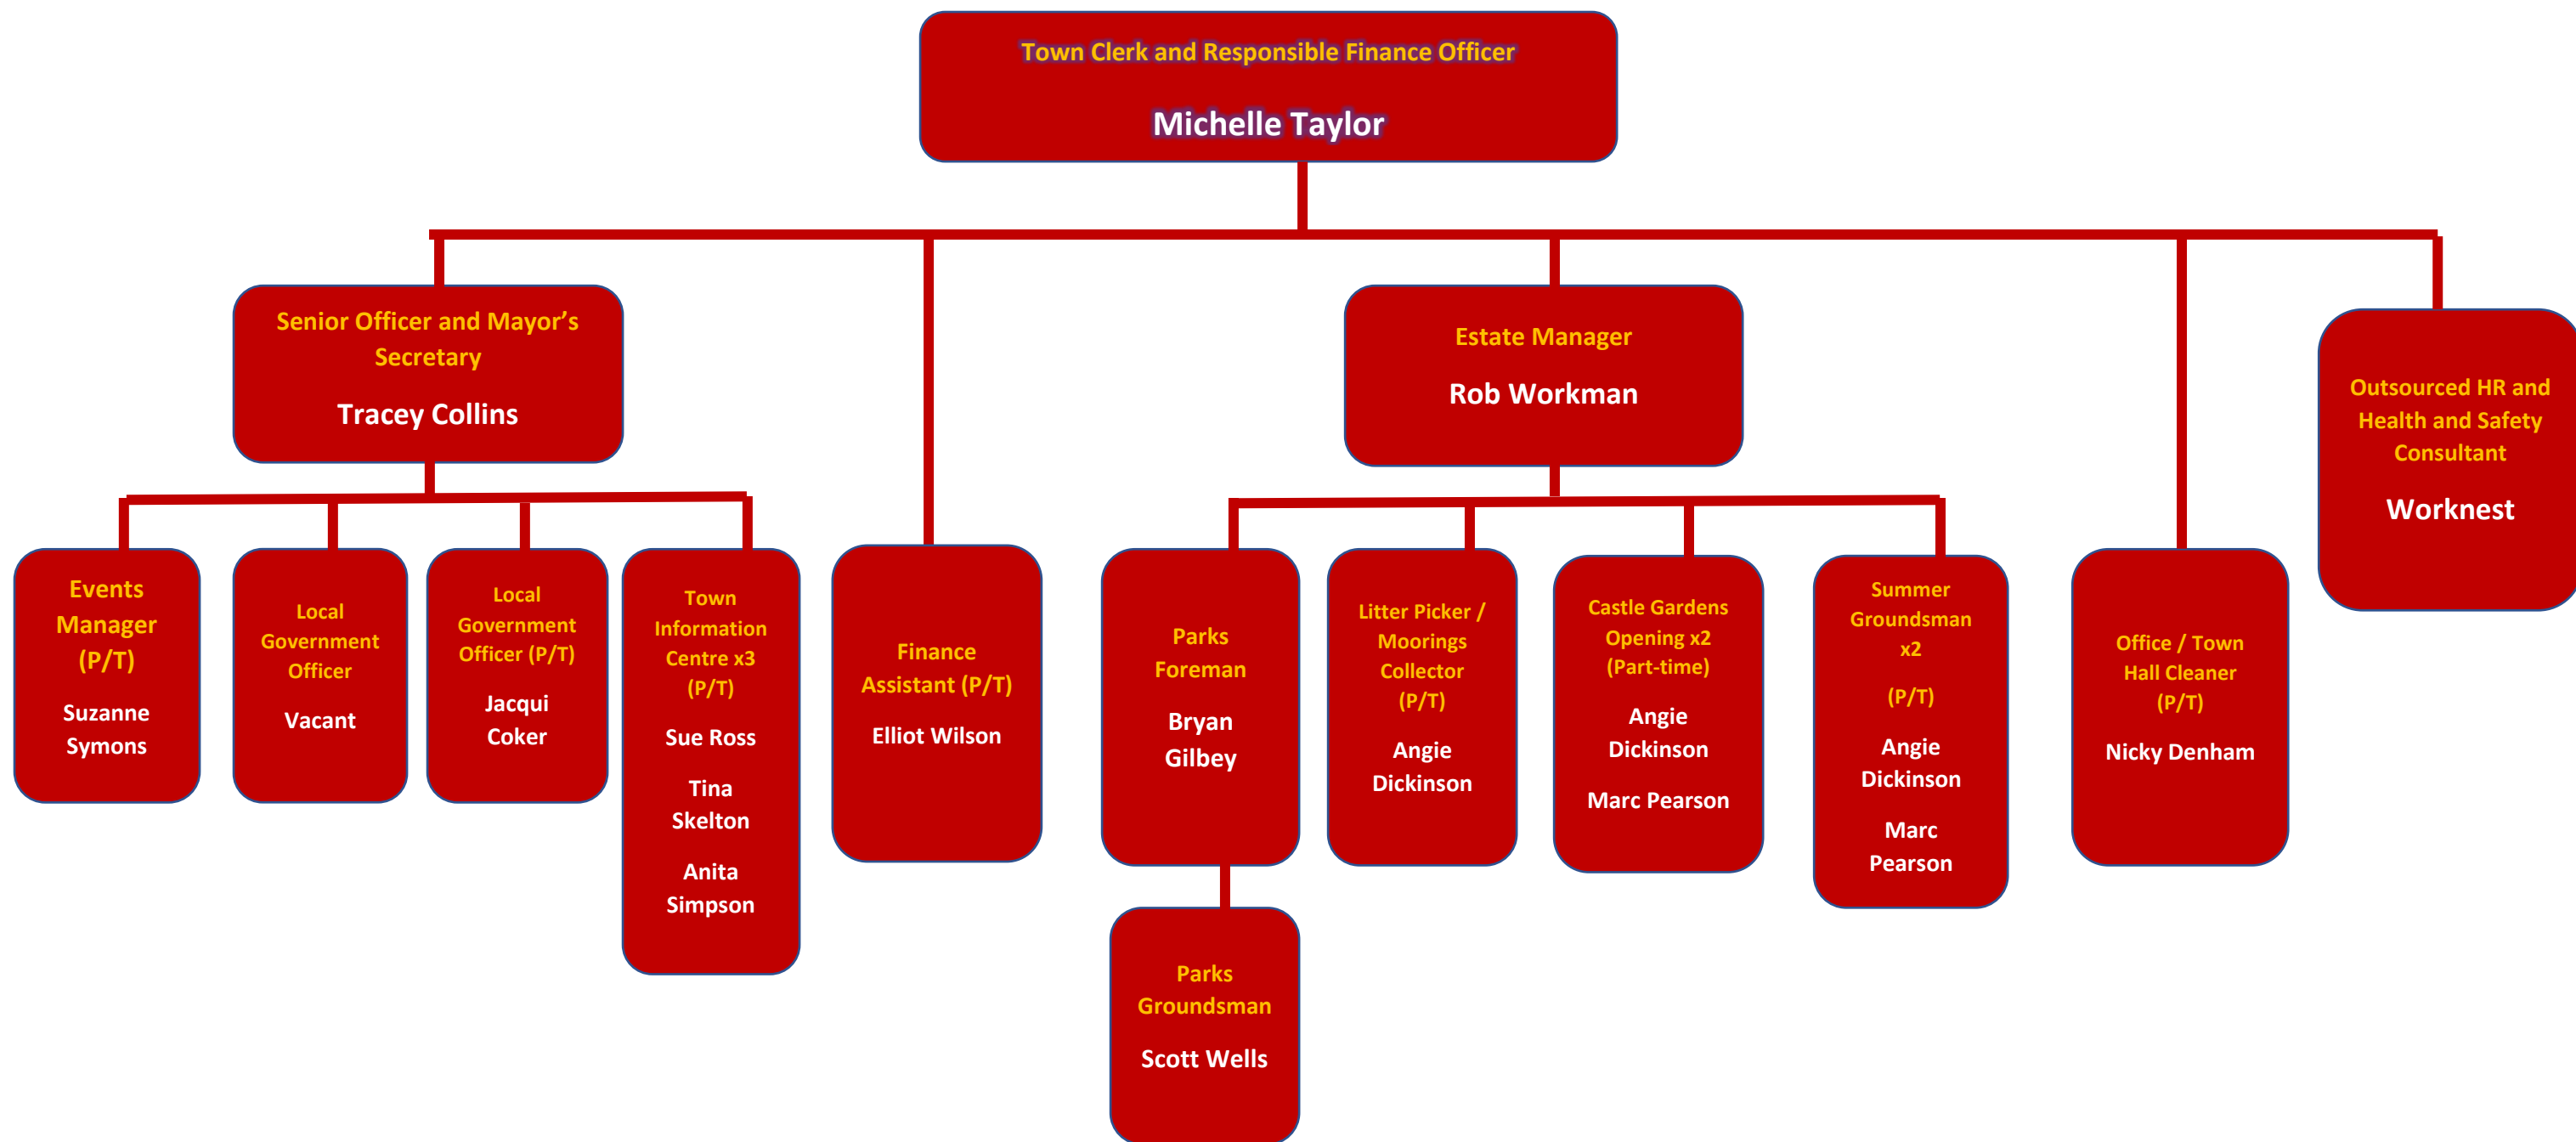 Town Clerk and Responsible Finance Officer
Michelle Taylor
Senior Officer and Mayor’s
Secretary
Tracey Collins
Estate Manager
Rob Workman
Outsourced HR and
Health and Safety
Consultant
Worknest
Events
Manager
(P/T)
Suzanne
Symons
Local
Government
Officer
Vacant
Local
Government
Officer (P/T)
Jacqui
Coker
Town
Information
Centre x3
(P/T)
Sue Ross
Tina
Skelton
Anita
Simpson
Finance
Assistant (P/T)
Elliot Wilson
Parks
Foreman
Bryan
Gilbey
Litter Picker /
Moorings
Collector
(P/T)
Angie
Dickinson
Castle Gardens
Opening x2
(Part-time)
Angie
Dickinson
Marc Pearson
Summer
Groundsman
x2
(P/T)
Angie
Dickinson
Marc
Pearson
Office / Town
Hall Cleaner
(P/T)
Nicky Denham
Parks
Groundsman
Scott Wells